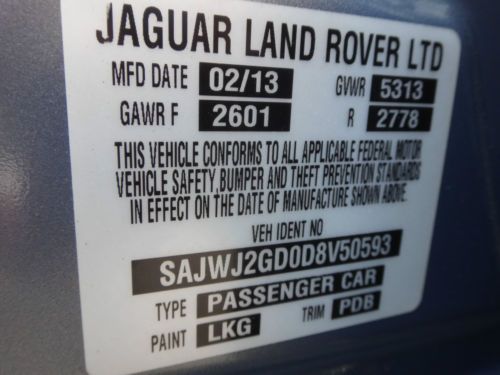 JAGUAR LAND ROVER LTD
MFD DATE 02/13 GVWR 5313
GAWR F 2601 R 2778
THIS VEHICLE CONFORMS TO ALL APPLICABLE FEDERAL MOTOR
VEHICLE SAFETY, BUMPER AND THEFT PREVENTION STANDARDS
IN EFFECT ON THE DATE OF MANUFACTURE SHOWN ABOVE.
VEH IDENT NO
SAJWJ2GD0D8V50593
TYPE PASSENGER CAR
PAINT LKG TRIM PDB